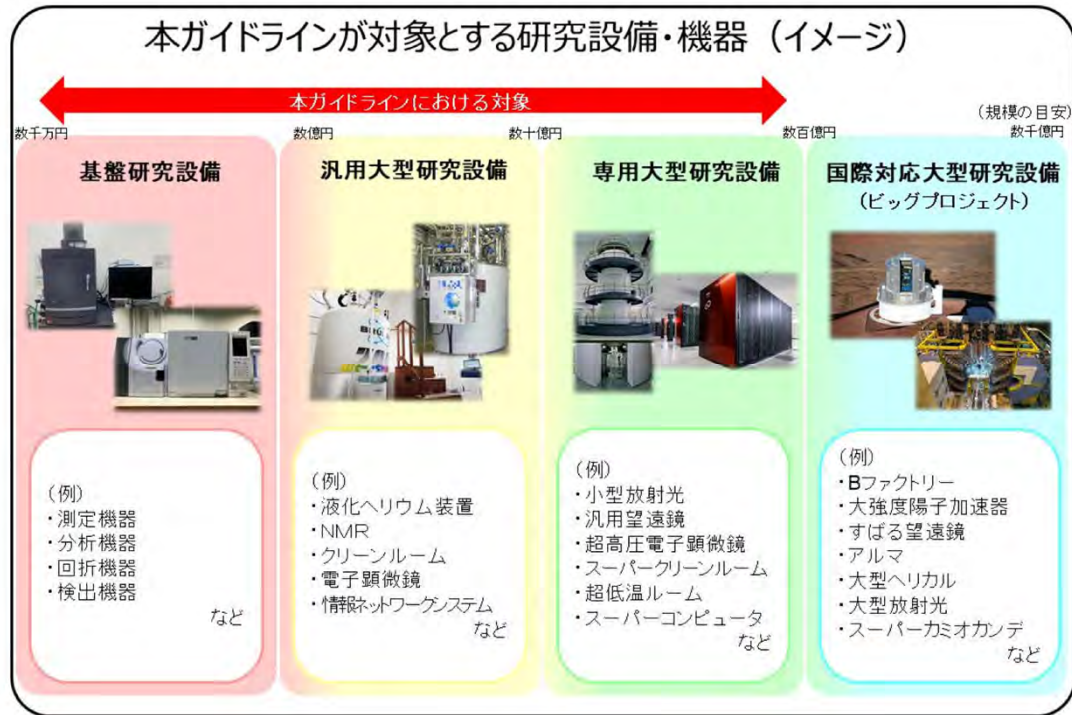 本ガイドラインが対象とする研究設備・機器（イメージ）
本ガイドラインにおける対象
（規模の目安）
数千万円
数億円
数十億円
数百億円
数千億円
基盤研究設備
（例）
・測定機器
・分析機器
・回折機器
・検出機器
など
汎用大型研究設備
（例）
・液化ヘリウム装置
・NMR
・クリーンルーム
・電子顕微鏡
・情報ネットワークシステム
など
専用大型研究設備
（例）
・小型放射光
・汎用望遠鏡
・超高圧電子顕微鏡
・スーパークリーンルーム
・超低温ルーム
・スーパーコンピュータ
など
国際対応大型研究設備
（ビッグプロジェクト）
（例）
・Bファクトリー
・大強度陽子加速器
・すばる望遠鏡
・アルマ
・大型ヘリカル
・大型放射光
・スーパーカミオカンデ
など